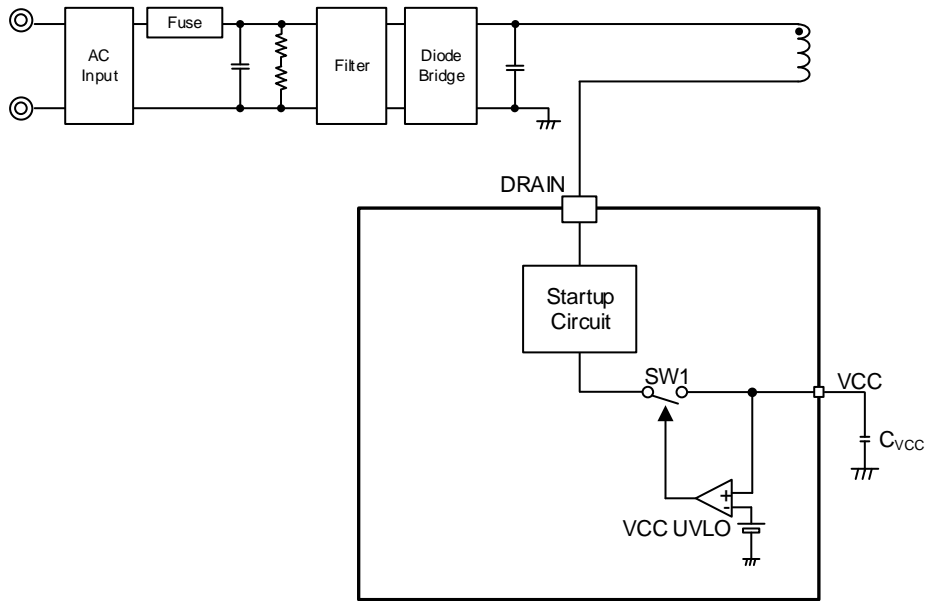 Fuse
AC
Input
Filter
Diode
Bridge
DRAIN
Startup
Circuit
SW1
VCC
CVCC
+
-
VCC UVLO